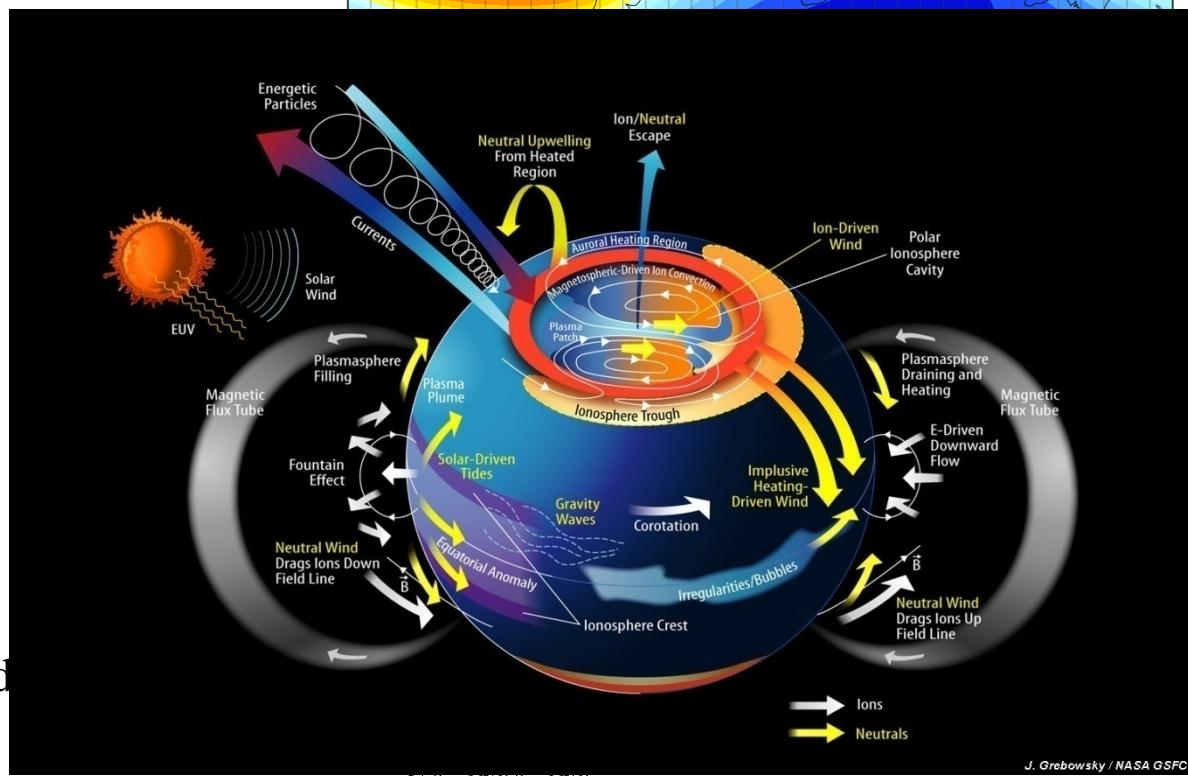 Energetic
Particles
Ion/Neutral
Escape
Neutral Upwelling
From Heated
Region
Currents
Auroral Heating Region
Ion-Driven
Wind
Polar
Ionosphere
Cavity
Magnetospheric-Driven Ion Convection
Solar
Wind
EUV
Plasma
Patch
Plasmasphere
Filling
Plasmasphere
Draining and
Heating
Magnetic
Flux Tube
Plasma
Plume
Magnetic
Flux Tube
Ionosphere Trough
E-Driven
Downward
Flow
Fountain
Effect
Solar-Driven
Tides
Implusive
Heating-
Driven Wind
Gravity
Waves
Corotation
Neutral Wind
Drags Ions Down
Field Line
Equatorial Anomaly
B
Irregularities/Bubbles
B
Neutral Wind
Drags Ions Up
Field Line
Ionosphere Crest
Ions
Neutrals
J. Grebowsky / NASA GSFC